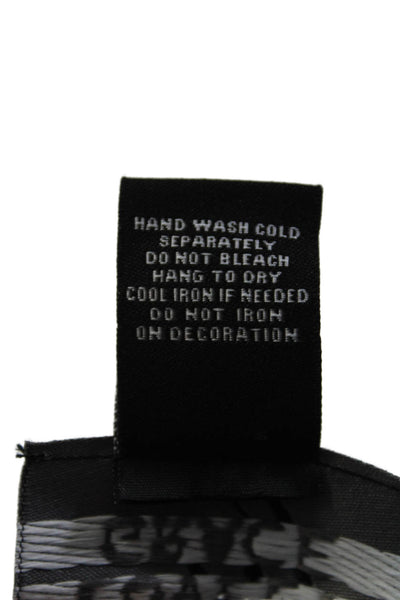 HAND WASH COLD
SEPARATELY
DO NOT BLEACH
HANG TO DRY
COOL IRON IF NEEDED
DO NOT IRON
ON DECORATION